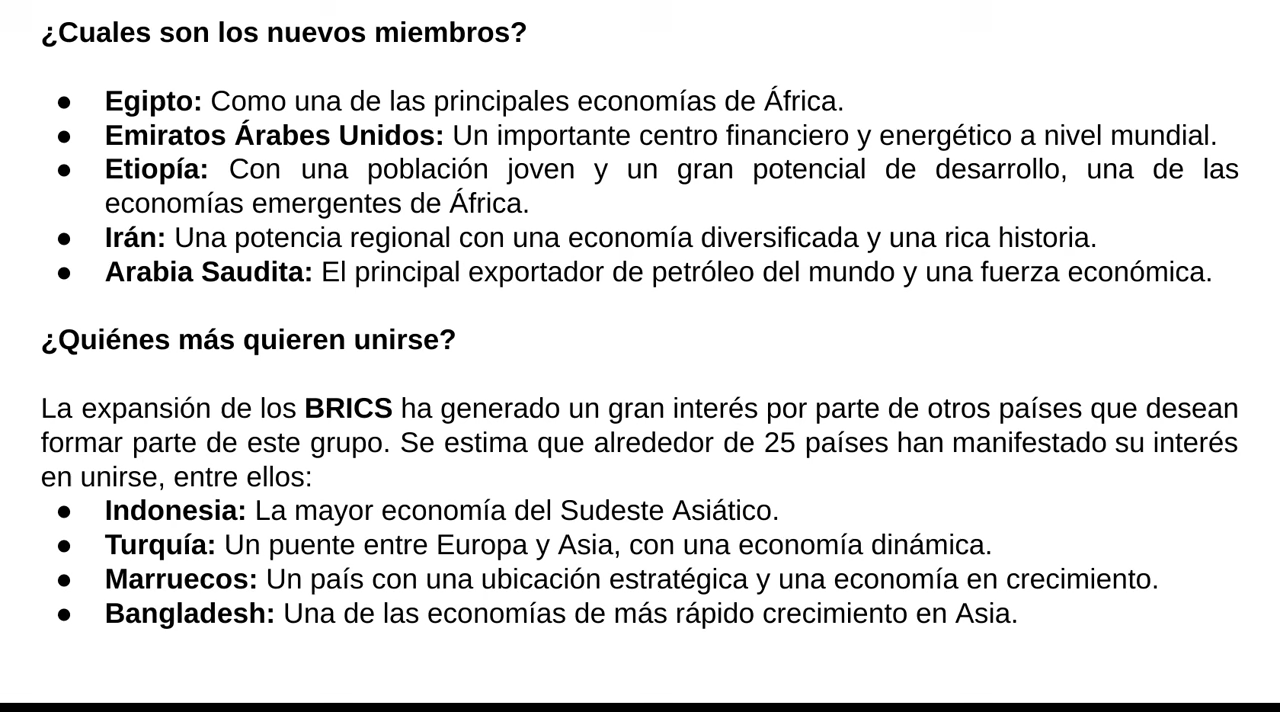 ¿Cuales son los nuevos miembros?
● Egipto: Como una de las principales economías de África.
● Emiratos Árabes Unidos: Un importante centro financiero y energético a nivel mundial.
● Etiopía: Con una población joven y un gran potencial de desarrollo, una de las
economías emergentes de África.
● Irán: Una potencia regional con una economía diversificada y una rica historia.
● Arabia Saudita: El principal exportador de petróleo del mundo y una fuerza económica.
¿Quiénes más quieren unirse?
La expansión de los BRICS ha generado un gran interés por parte de otros países que desean
formar parte de este grupo. Se estima que alrededor de 25 países han manifestado su interés
en unirse, entre ellos:
● Indonesia: La mayor economía del Sudeste Asiático.
● Turquía: Un puente entre Europa y Asia, con una economía dinámica.
● Marruecos: Un país con una ubicación estratégica y una economía en crecimiento.
● Bangladesh: Una de las economías de más rápido crecimiento en Asia.